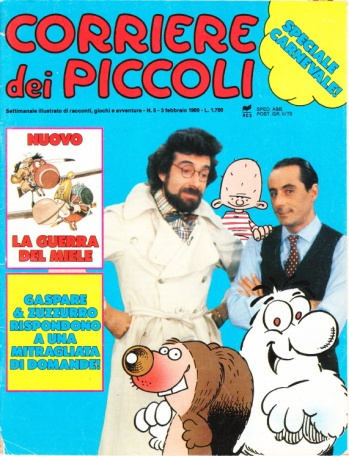 CORRIERE
dei PICCOLI
SPECIALE
CARNEVALE!
Settimanale illustrato di racconti, giochi e avventure - N. 5 - 3 febbraio 1986 - L. 1.700
SPED. ABB.
POST. GR. II/70
NUOVO
LA GUERRA
DEL MIELE
GASPARE
& ZUZZURRO
RISPONDONO
A UNA
MITRAGLIATA
DI DOMANDE!